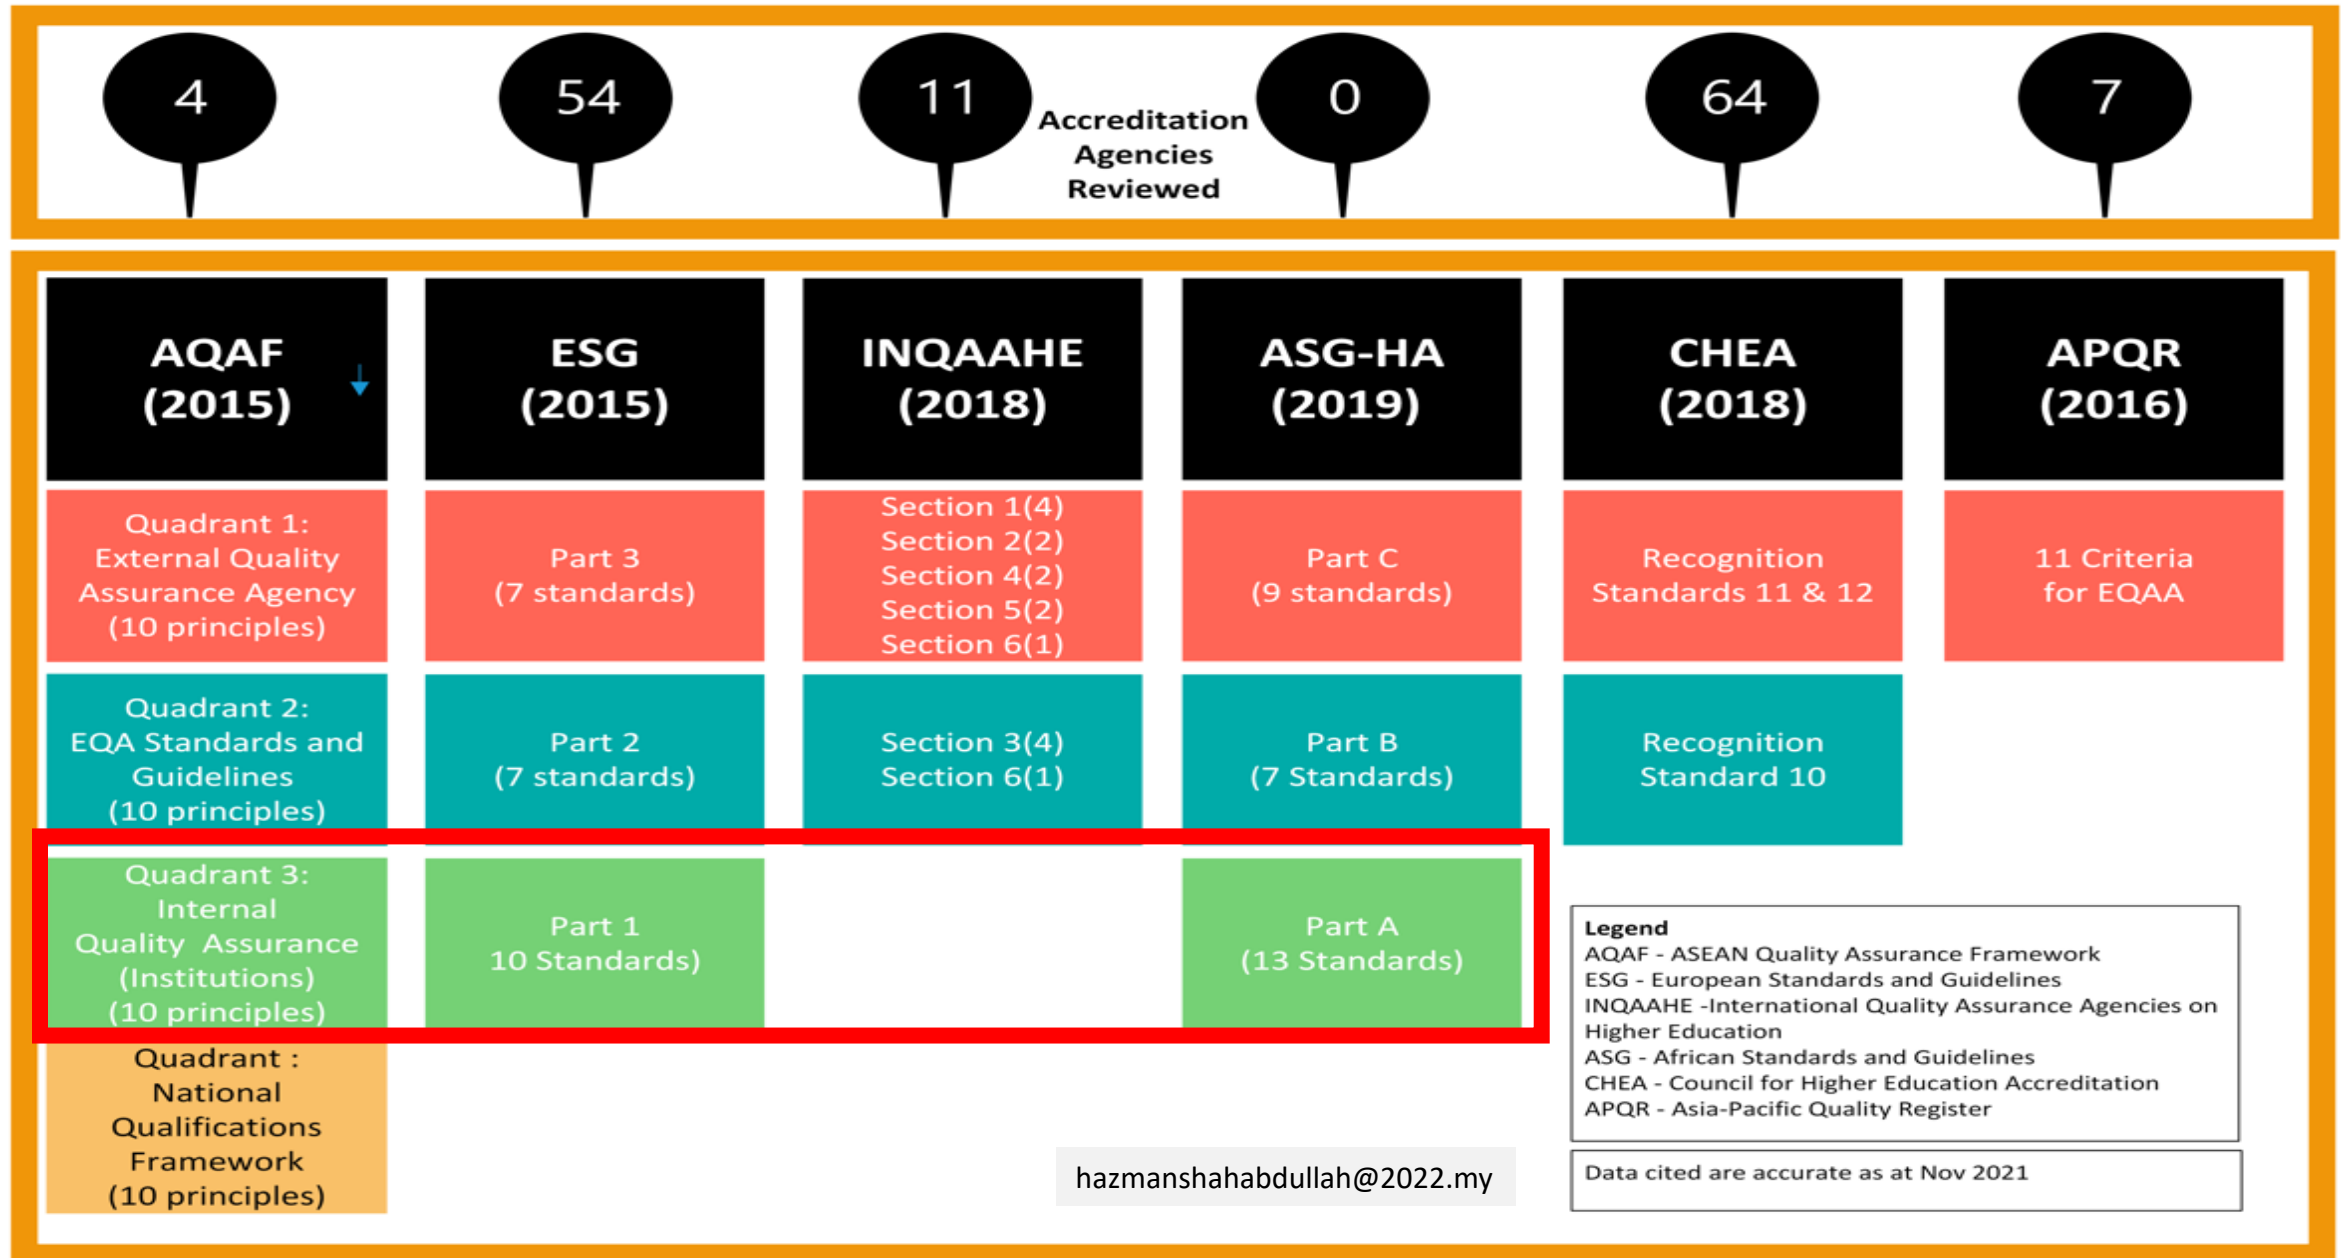 4
54
11
Accreditation
Agencies
Reviewed
0
64
7
AQAF
(2015)
ESG
(2015)
INQAAHE
(2018)
ASG-HA
(2019)
CHEA
(2018)
APQR
(2016)
Quadrant 1:
External Quality
Assurance Agency
(10 principles)
Part 3
(7 standards)
Section 1(4)
Section 2(2)
Section 4(2)
Section 5(2)
Section 6(1)
Part C
(9 standards)
Recognition
Standards 11 & 12
11 Criteria
for EQAA
Quadrant 2:
EQA Standards and
Guidelines
(10 principles)
Part 2
(7 standards)
Section 3(4)
Section 6(1)
Part B
(7 Standards)
Recognition
Standard 10
Quadrant 3:
Internal
Quality Assurance
(Institutions)
(10 principles)
Part 1
10 Standards)
Part A
(13 Standards)
Quadrant :
National
Qualifications
Framework
(10 principles)
Legend
AQAF - ASEAN Quality Assurance Framework
ESG - European Standards and Guidelines
INQAAHE -International Quality Assurance Agencies on
Higher Education
ASG - African Standards and Guidelines
CHEA - Council for Higher Education Accreditation
APQR - Asia-Pacific Quality Register
Data cited are accurate as at Nov 2021
hazmanshahabdullah@2022.my